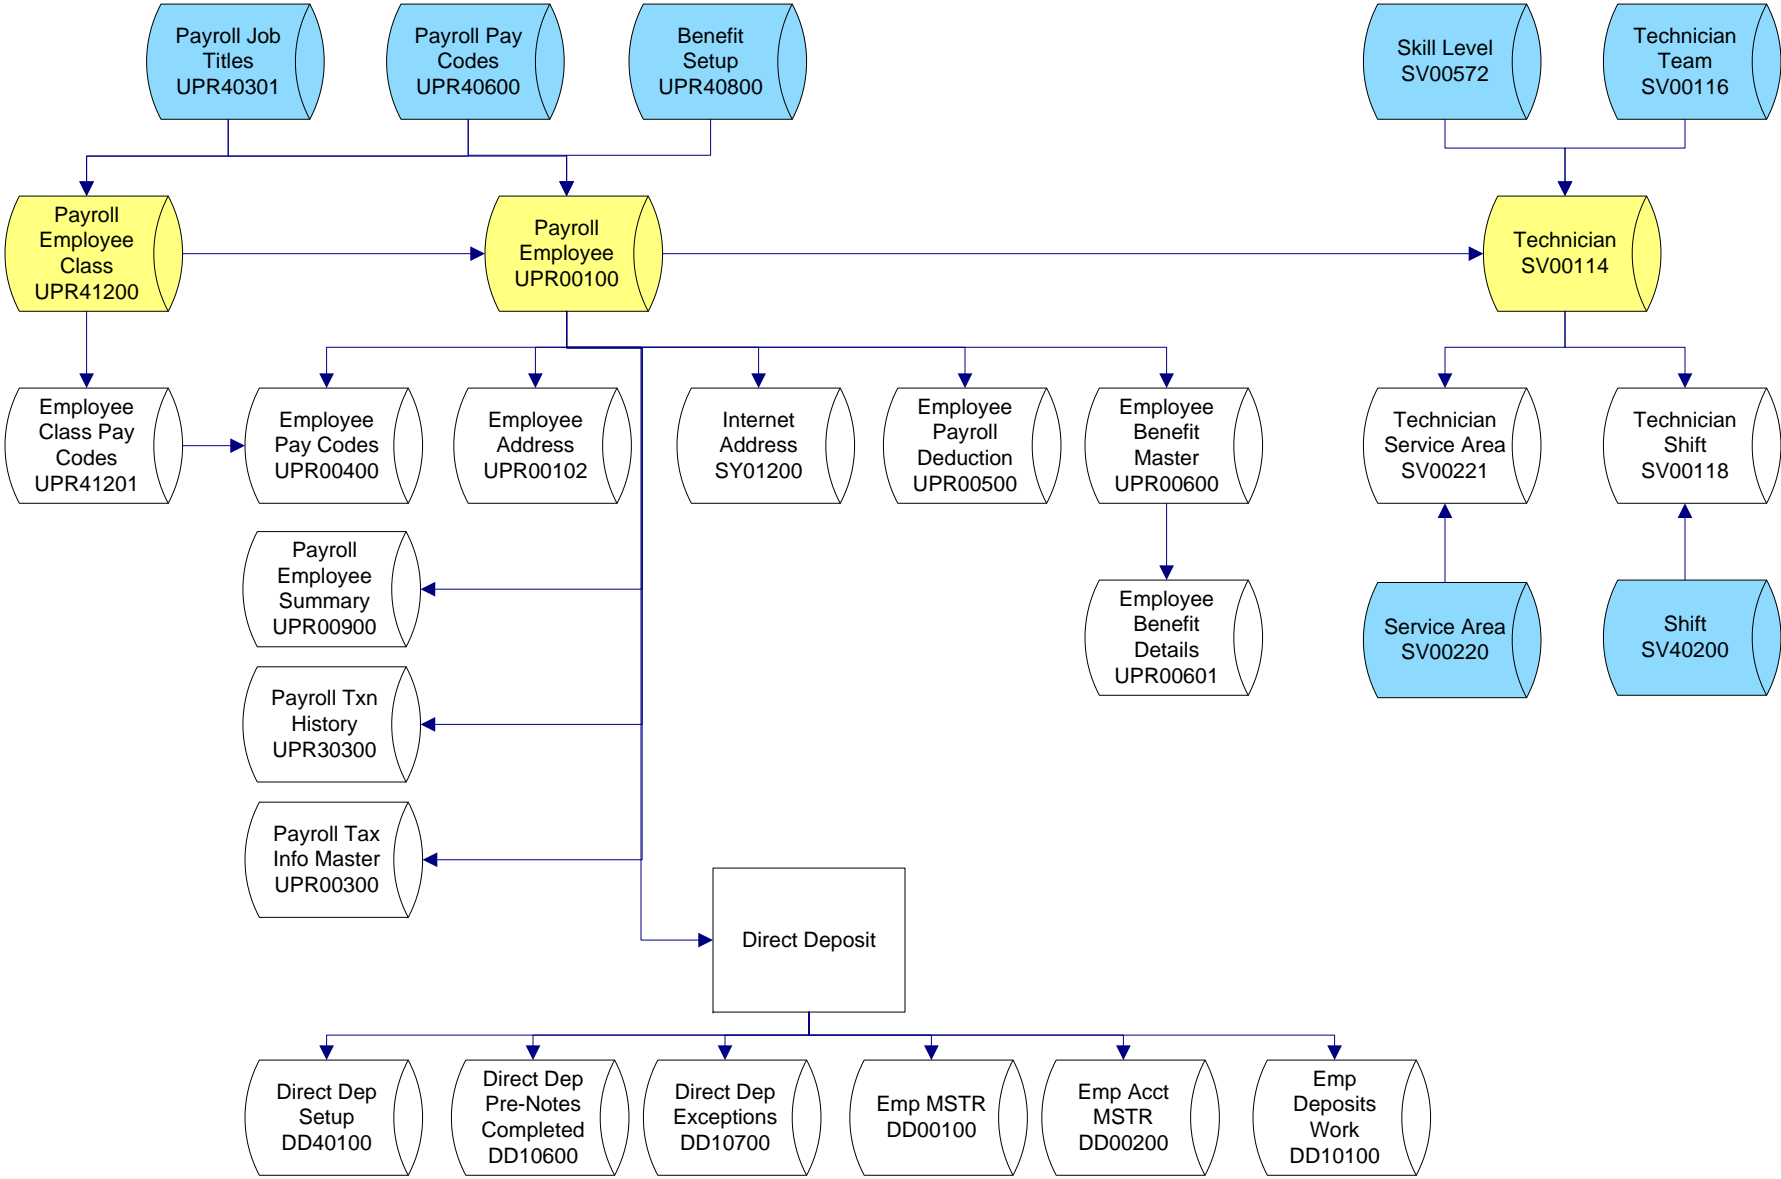 Payroll Job
Titles
UPR40301
Payroll Pay
Codes
UPR40600
Benefit
Setup
UPR40800
Skill Level
SV00572
Technician
Team
SV00116
Payroll
Employee
Class
UPR41200
Payroll
Employee
UPR00100
Technician
SV00114
Employee
Class Pay
Codes
UPR41201
Employee
Pay Codes
UPR00400
Employee
Address
UPR00102
Internet
Address
SY01200
Employee
Payroll
Deduction
UPR00500
Employee
Benefit
Master
UPR00600
Technician
Service Area
SV00221
Technician
Shift
SV00118
Payroll
Employee
Summary
UPR00900
Employee
Benefit
Details
UPR00601
Service Area
SV00220
Shift
SV40200
Payroll Txn
History
UPR30300
Payroll Tax
Info Master
UPR00300
Direct Deposit
Direct Dep
Setup
DD40100
Direct Dep
Pre-Notes
Completed
DD10600
Direct Dep
Exceptions
DD10700
Emp MSTR
DD00100
Emp Acct
MSTR
DD00200
Emp
Deposits
Work
DD10100